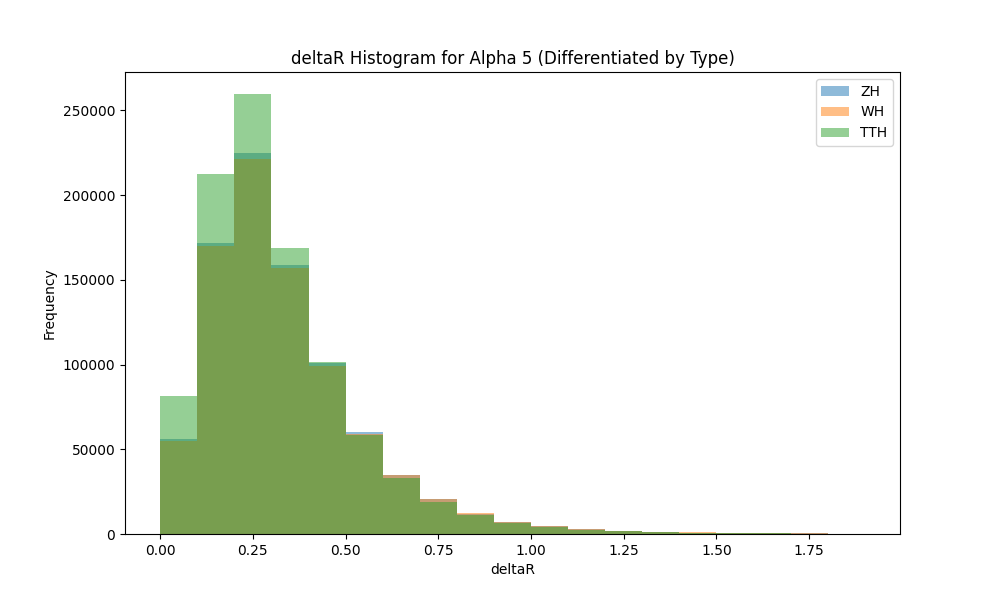 deltaR Histogram for Alpha 5 (Differentiated by Type)
ZH
WH
TTH
Frequency
250000
200000
150000
100000
50000
0
0.00 0.25 0.50 0.75 1.00 1.25 1.50 1.75
deltaR